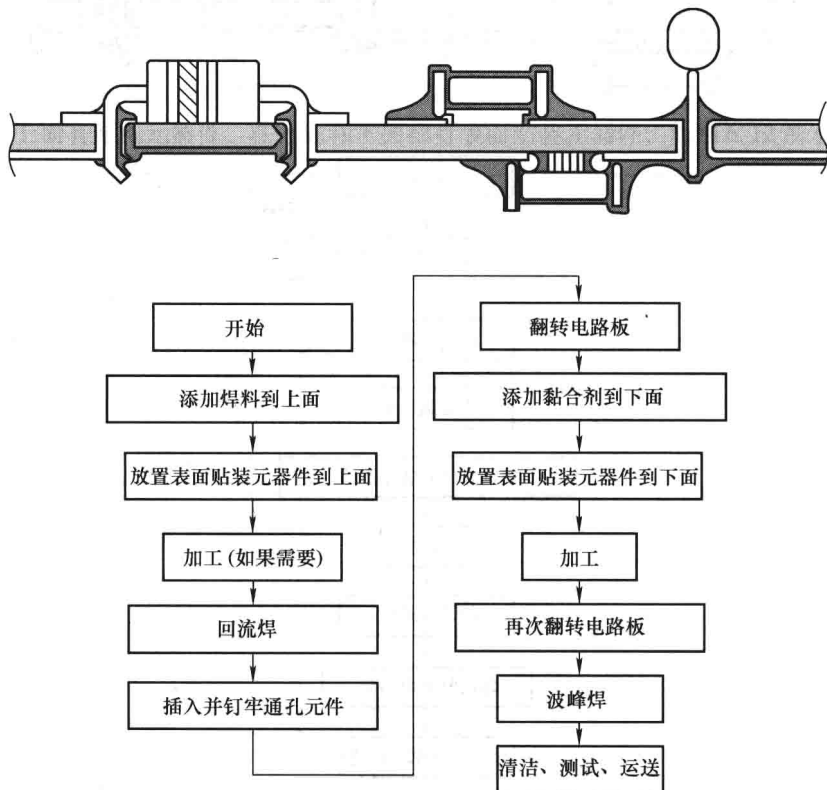 开始
添加焊料到上面
放置表面贴装元器件到上面
加工(如果需要)
回流焊
插入并钉牢通孔元件
翻转电路板
添加黏合剂到下面
放置表面贴装元器件到下面
加工
再次翻转电路板
波峰焊
清洁、测试、运送